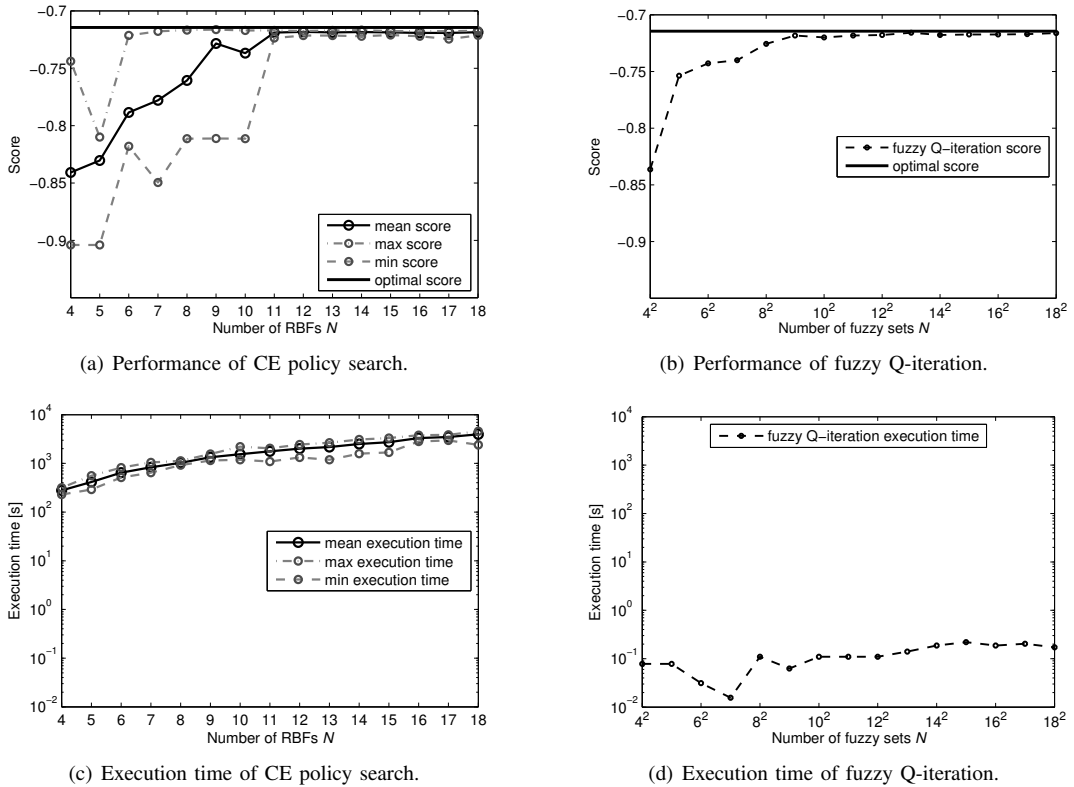 −0.7
−0.75
−0.8
−0.85
−0.9
Score
4 5 6 7 8 9 10 11 12 13 14 15 16 17 18
Number of RBFs N
mean score
max score
min score
optimal score
(a) Performance of CE policy search.
−0.7
−0.75
−0.8
−0.85
−0.9
Score
4² 6² 8² 10² 12² 14² 16² 18²
Number of fuzzy sets N
fuzzy Q−iteration score
optimal score
(b) Performance of fuzzy Q-iteration.
10⁴
10³
10²
10¹
10⁰
10⁻¹
10⁻²
Execution time [s]
4 5 6 7 8 9 10 11 12 13 14 15 16 17 18
Number of RBFs N
mean execution time
max execution time
min execution time
(c) Execution time of CE policy search.
10⁴
10³
10²
10¹
10⁰
10⁻¹
10⁻²
Execution time [s]
4² 6² 8² 10² 12² 14² 16² 18²
Number of fuzzy sets N
fuzzy Q−iteration execution time
(d) Execution time of fuzzy Q-iteration.